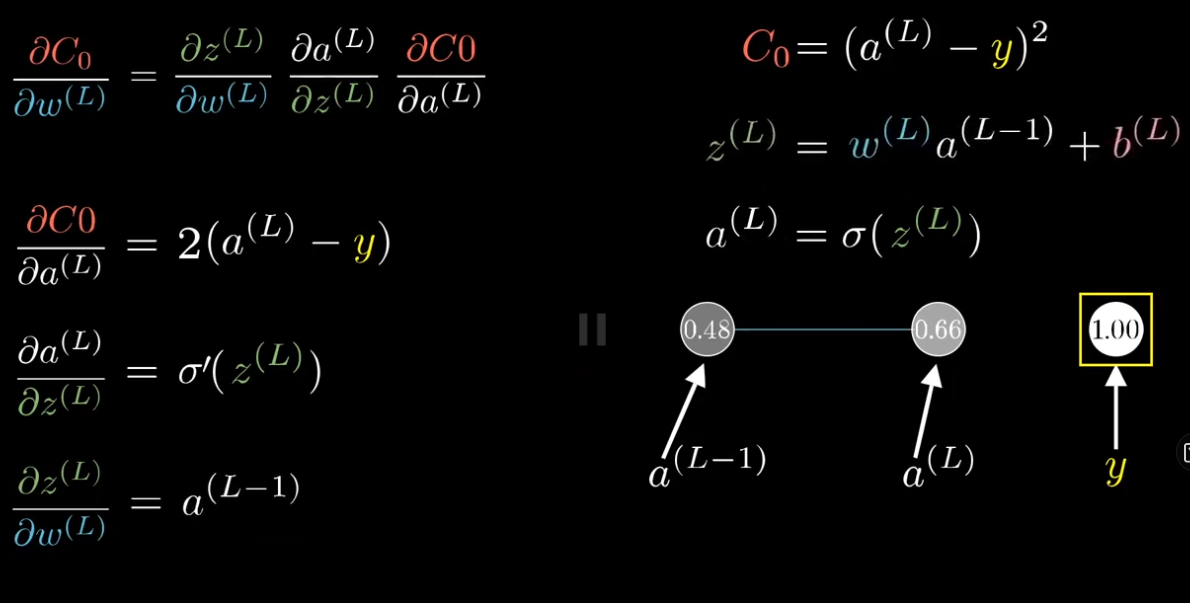 ∂C₀/∂w^(L) = ∂z^(L)/∂w^(L) ∂a^(L)/∂z^(L) ∂C0/∂a^(L)
∂C0/∂a^(L) = 2(a^(L) − y)
∂a^(L)/∂z^(L) = σ′(z^(L))
∂z^(L)/∂w^(L) = a^(L−1)
C₀ = (a^(L) − y)²
z^(L) = w^(L)a^(L−1) + b^(L)
a^(L) = σ(z^(L))
0.48 0.66 1.00
a^(L−1) a^(L) y